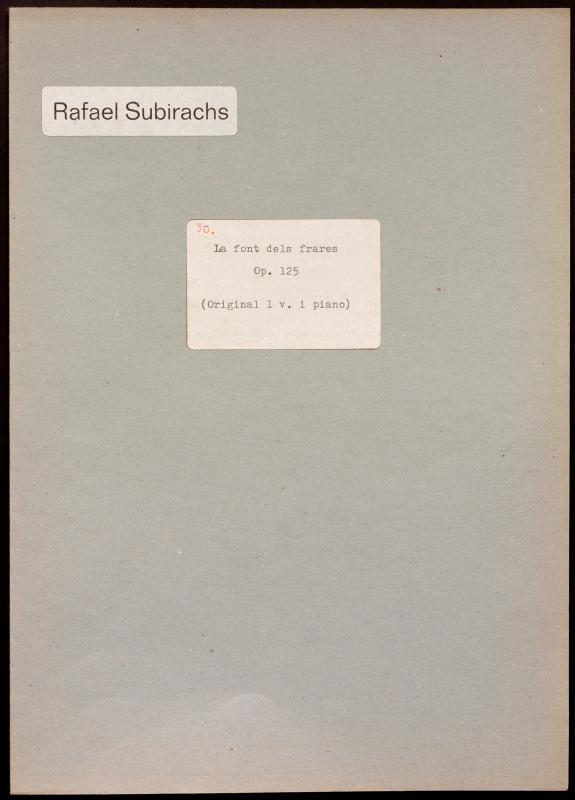 Rafael Subirachs
30.
La font dels frares
Op. 125
(Original 1 v. i piano)